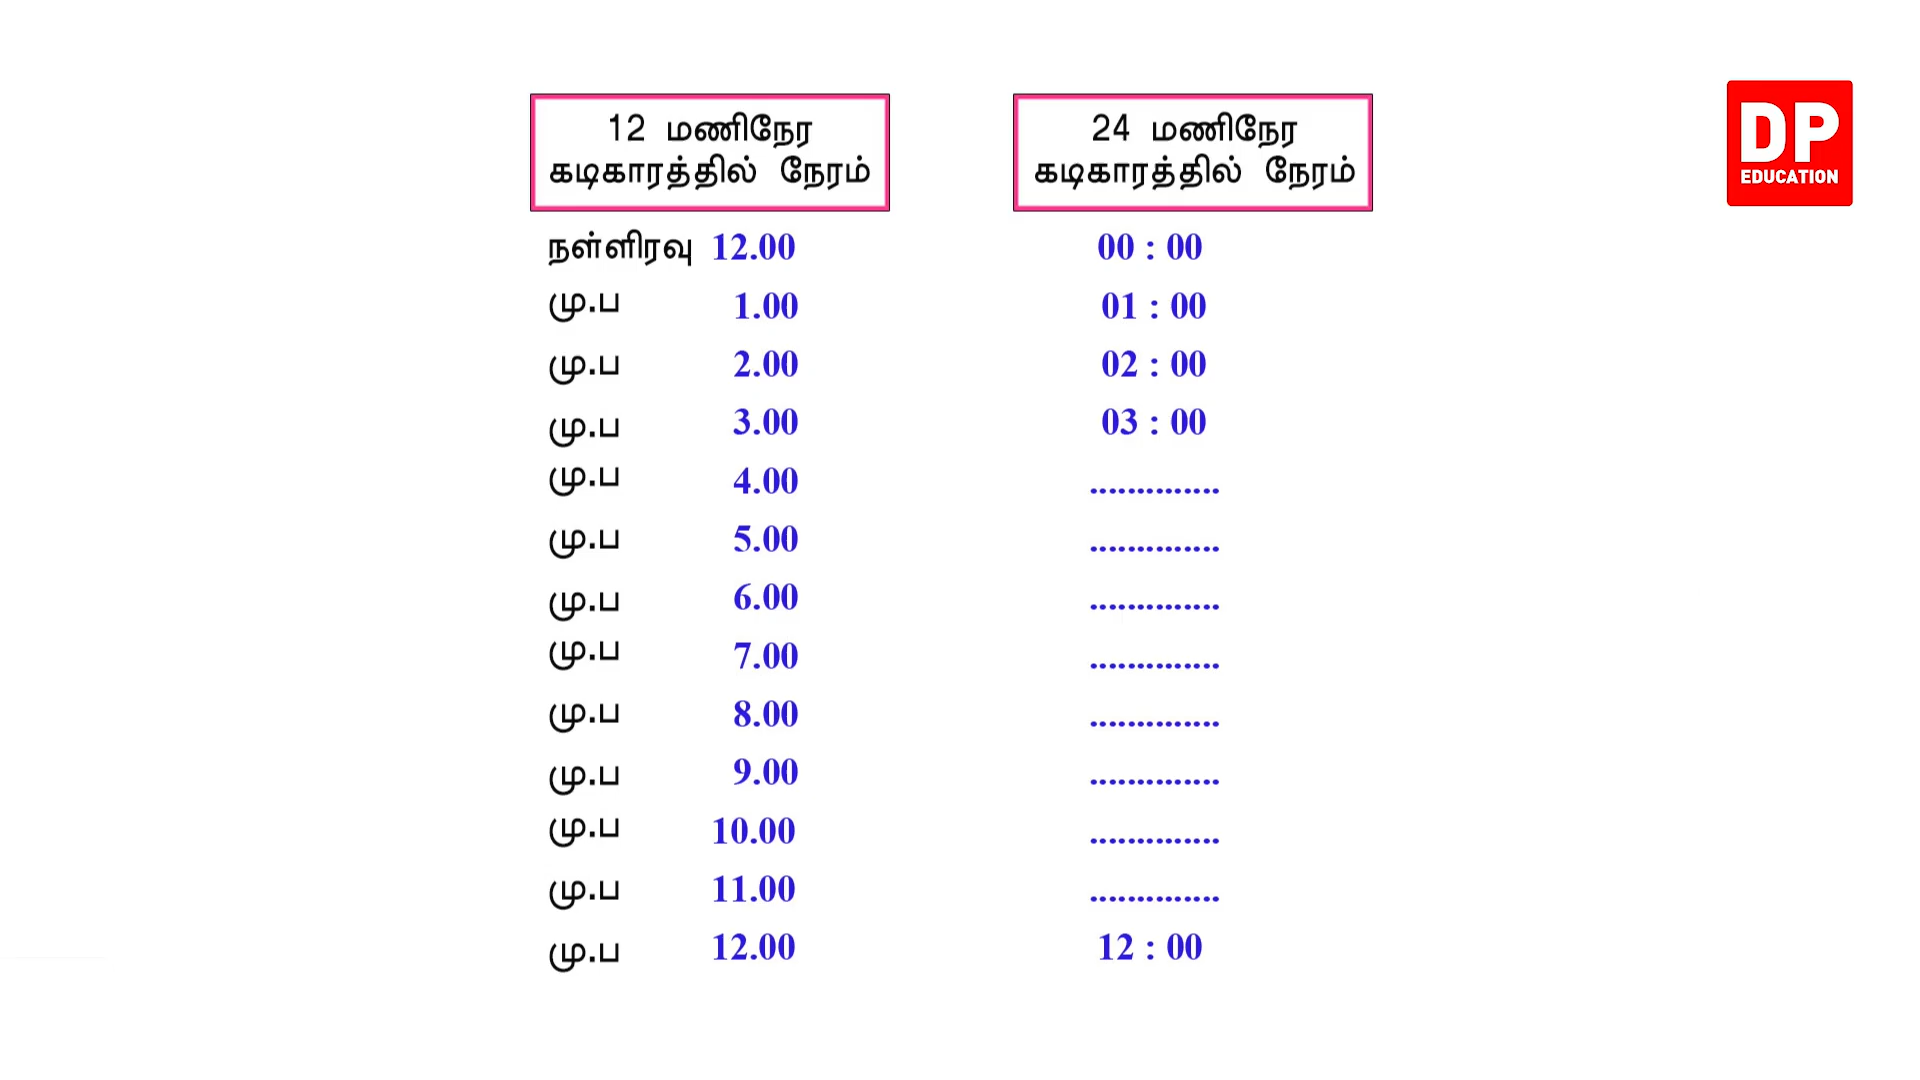 12 மணிநேர
கடிகாரத்தில் நேரம்
24 மணிநேர
கடிகாரத்தில் நேரம்
DP
EDUCATION
நள்ளிரவு 12.00 00 : 00
மு.ப 1.00 01 : 00
மு.ப 2.00 02 : 00
மு.ப 3.00 03 : 00
மு.ப 4.00 ..............
மு.ப 5.00 ..............
மு.ப 6.00 ..............
மு.ப 7.00 ..............
மு.ப 8.00 ..............
மு.ப 9.00 ..............
மு.ப 10.00 ..............
மு.ப 11.00 ..............
மு.ப 12.00 12 : 00